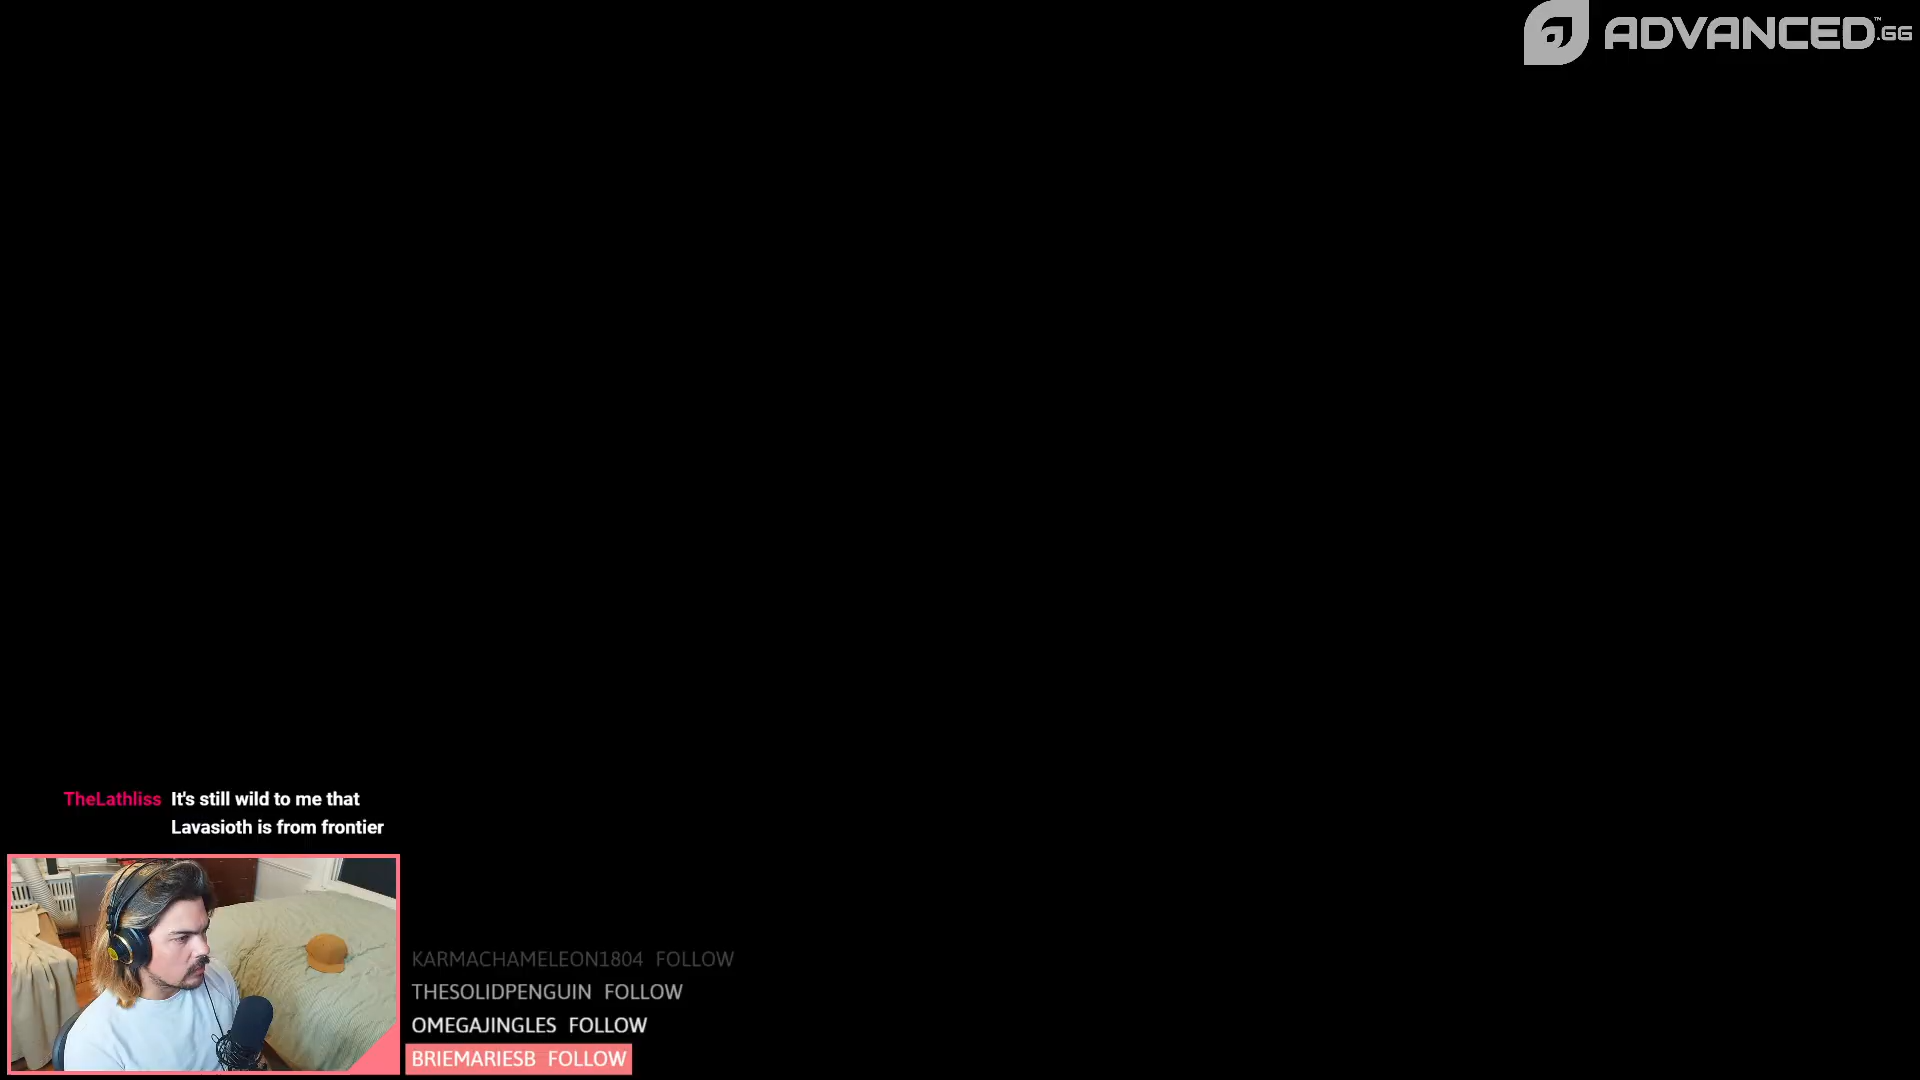 ADVANCED™.GG
TheLathliss It's still wild to me that
Lavasioth is from frontier
KARMACHAMELEON1804 FOLLOW
THESOLIDPENGUIN FOLLOW
OMEGAJINGLES FOLLOW
BRIEMARIESB FOLLOW